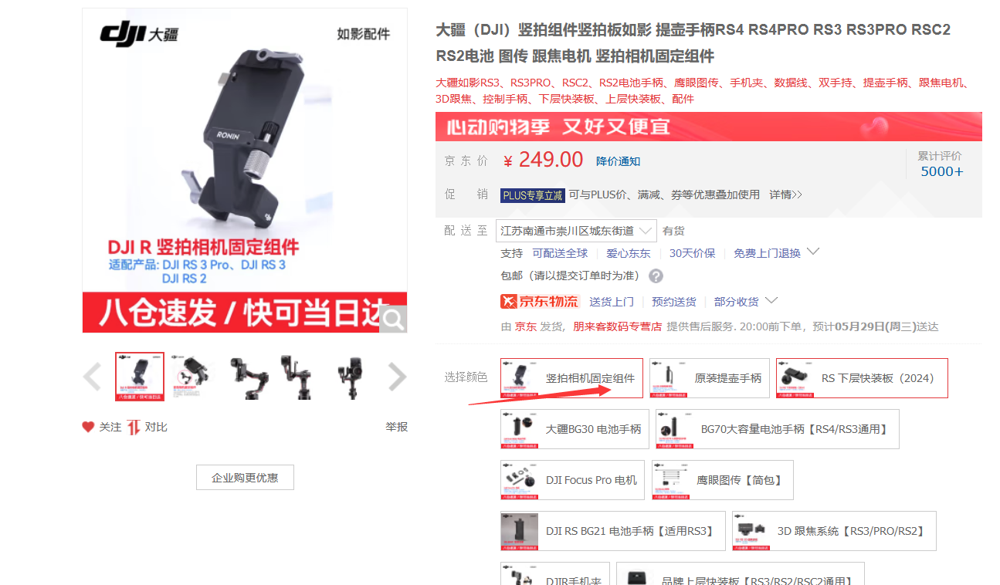 dji 大疆
如影配件
RONIN
DJI R 竖拍相机固定组件
适配产品: DJI RS 3 Pro、DJI RS 3
DJI RS 2
八仓速发 / 快可当日达
关注 对比
举报
企业购更优惠
大疆（DJI）竖拍组件竖拍板如影 提壶手柄RS4 RS4PRO RS3 RS3PRO RSC2
RS2电池 图传 跟焦电机 竖拍相机固定组件
大疆如影RS3、RS3PRO、RSC2、RS2电池手柄、鹰眼图传、手机夹、数据线、双手持、提壶手柄、跟焦电机、
3D跟焦、控制手柄、下层快装板、上层快装板、配件
心动购物季 又好又便宜
京东价 ￥249.00 降价通知
累计评价
5000+
促销 PLUS专享立减 可与PLUS价、满减、券等优惠叠加使用 详情>>
配送至 江苏南通市崇川区城东街道 有货
支持 可配送全球 爱心东东 30天价保 免费上门退换
包邮（请以提交订单时为准） ?
京东物流 送货上门 预约送货 部分收货
由 京东 发货, 朋来客数码专营店 提供售后服务. 20:00前下单，预计05月29日(周三)送达
选择颜色
竖拍相机固定组件 原装提壶手柄 RS 下层快装板（2024）
大疆BG30 电池手柄 BG70大容量电池手柄【RS4/RS3通用】
DJI Focus Pro 电机 鹰眼图传【简包】
DJI RS BG21 电池手柄【适用RS3】 3D 跟焦系统【RS3/PRO/RS2】
DJIR手机夹 品牌上层快装板【RS3/RS2/RSC2通用】